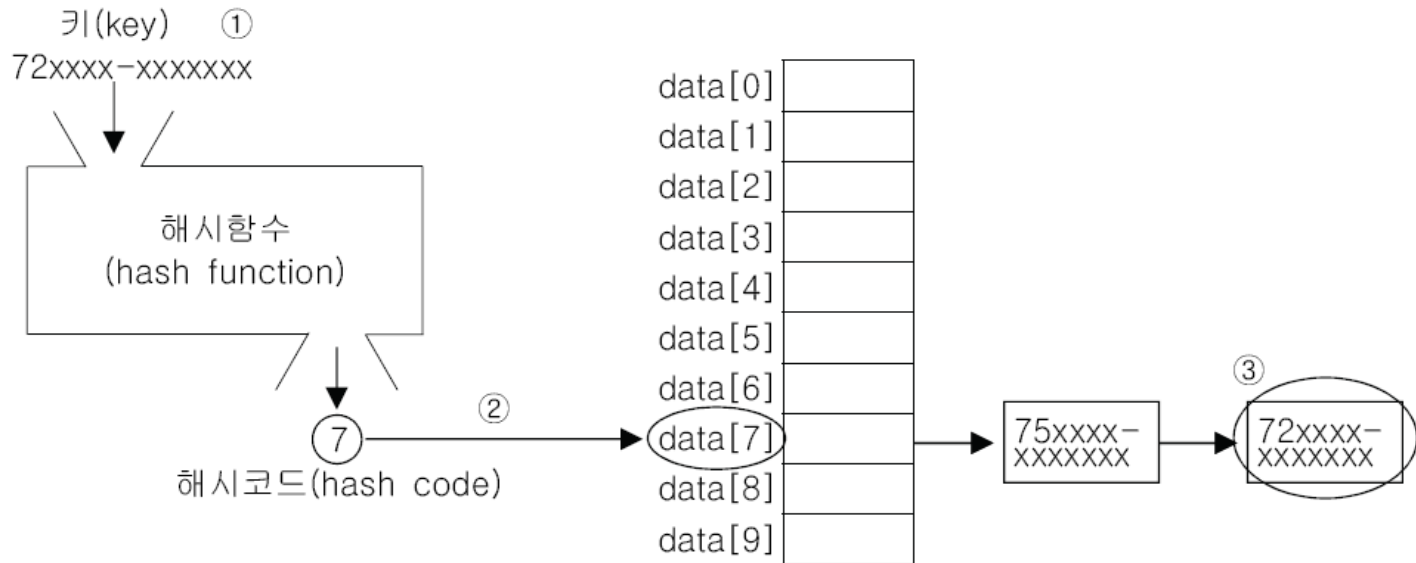 키(key) ①
72xxxx-xxxxxxx
해시함수
(hash function)
7
해시코드(hash code)
②
data[0]
data[1]
data[2]
data[3]
data[4]
data[5]
data[6]
data[7]
data[8]
data[9]
75xxxx-
xxxxxxx
③
72xxxx-
xxxxxxx